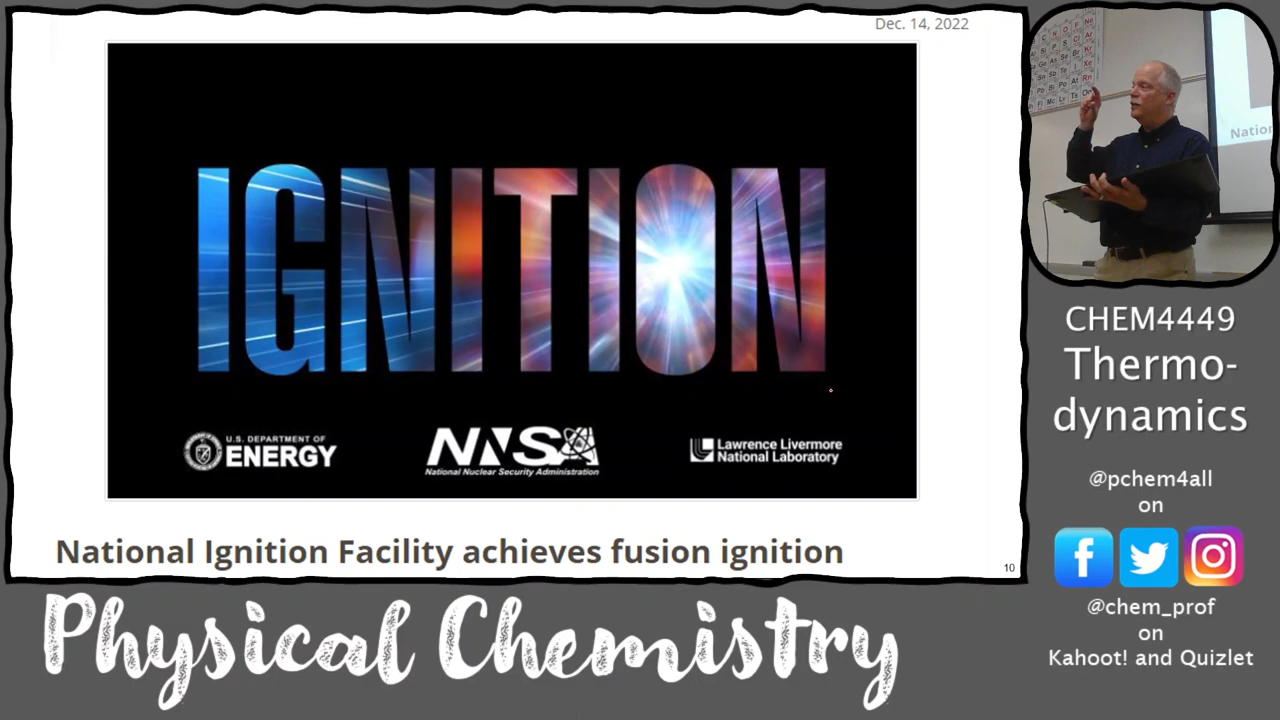 Dec. 14, 2022
IGNITION
U.S. DEPARTMENT OF
ENERGY
NNSA
National Nuclear Security Administration
Lawrence Livermore
National Laboratory
National Ignition Facility achieves fusion ignition
10
Physical Chemistry
CHEM4449
Thermo-
dynamics
@pchem4all
on
@chem_prof
on
Kahoot! and Quizlet
Nation